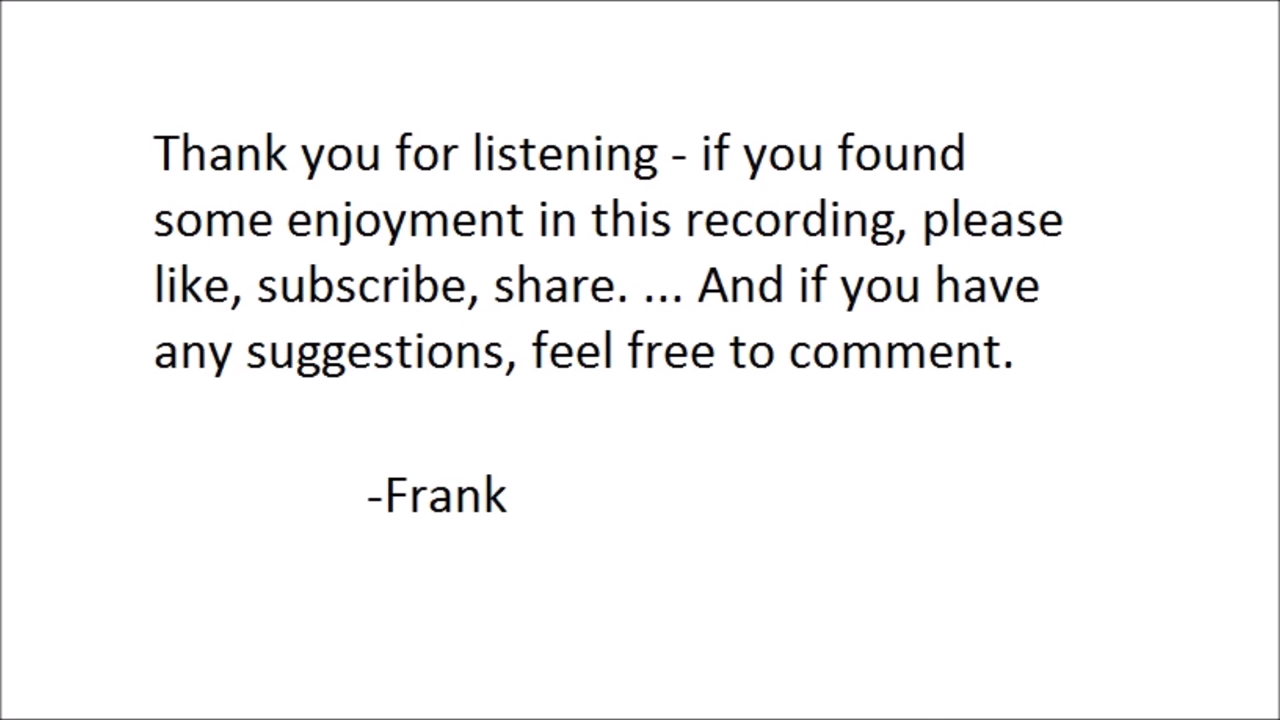 Thank you for listening - if you found
some enjoyment in this recording, please
like, subscribe, share. ... And if you have
any suggestions, feel free to comment.
-Frank